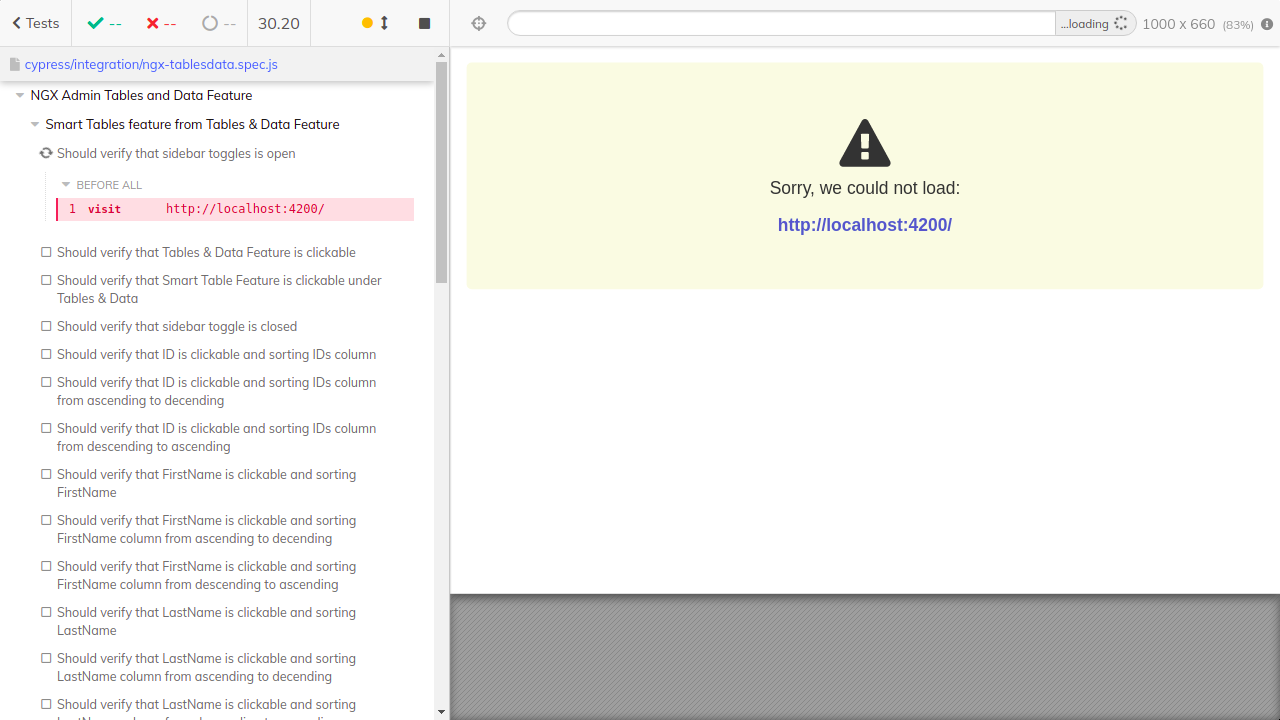 Tests
--
--
--
30.20
...loading
1000 x 660 (83%)
cypress/integration/ngx-tablesdata.spec.js
NGX Admin Tables and Data Feature
Smart Tables feature from Tables & Data Feature
Should verify that sidebar toggles is open
BEFORE ALL
1 visit http://localhost:4200/
Should verify that Tables & Data Feature is clickable
Should verify that Smart Table Feature is clickable under
Tables & Data
Should verify that sidebar toggle is closed
Should verify that ID is clickable and sorting IDs column
Should verify that ID is clickable and sorting IDs column
from ascending to decending
Should verify that ID is clickable and sorting IDs column
from descending to ascending
Should verify that FirstName is clickable and sorting
FirstName
Should verify that FirstName is clickable and sorting
FirstName column from ascending to decending
Should verify that FirstName is clickable and sorting
FirstName column from descending to ascending
Should verify that LastName is clickable and sorting
LastName
Should verify that LastName is clickable and sorting
LastName column from ascending to decending
Should verify that LastName is clickable and sorting
Sorry, we could not load:
http://localhost:4200/